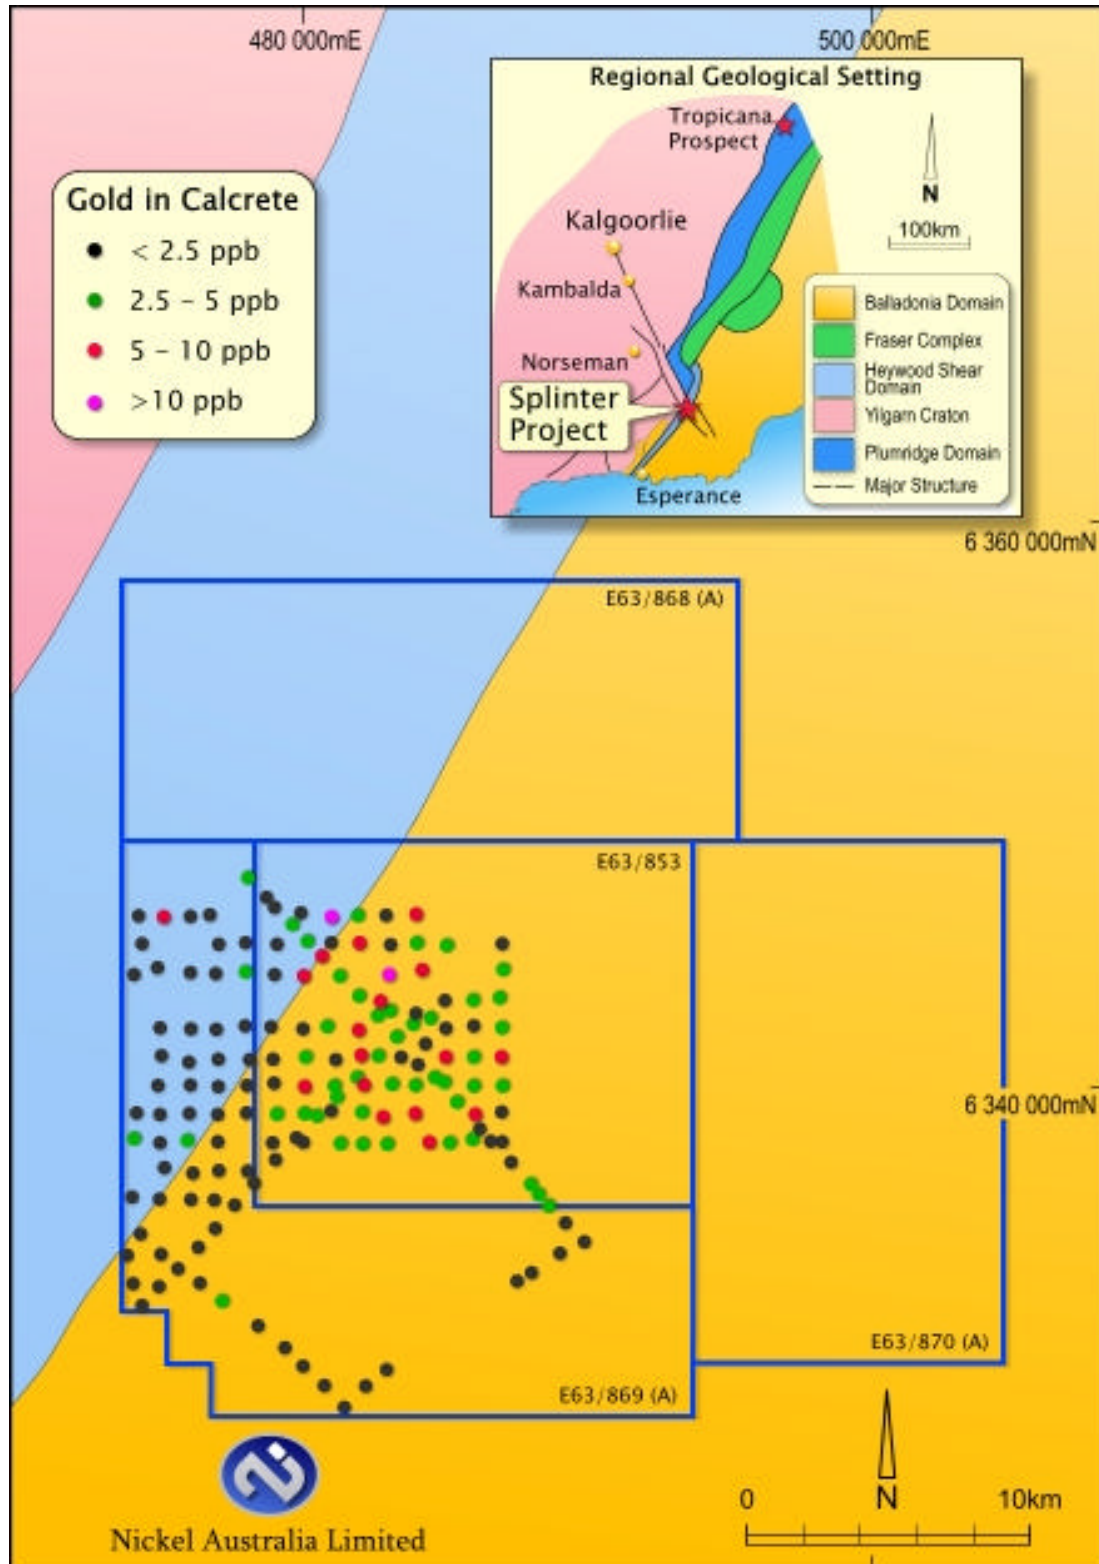 480 000mE
500 000mE
Regional Geological Setting
Tropicana
Prospect
N
100km
Kalgoorlie
Kambalda
Norseman
Splinter
Project
Esperance
Balladonia Domain
Fraser Complex
Heywood Shear
Domain
Yilgarn Craton
Plumridge Domain
Major Structure
Gold in Calcrete
< 2.5 ppb
2.5 – 5 ppb
5 – 10 ppb
>10 ppb
6 360 000mN
E63/868 (A)
E63/853
6 340 000mN
E63/870 (A)
E63/869 (A)
Nickel Australia Limited
0
N
10km